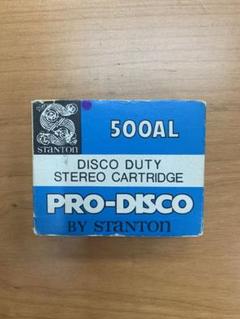 STANTON
500AL
DISCO DUTY
STEREO CARTRIDGE
PRO-DISCO
BY STANTON